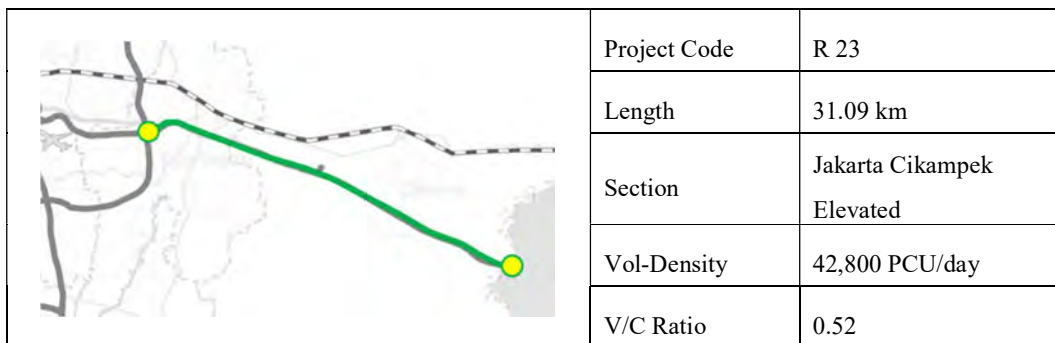 Project Code R 23
Length 31.09 km
Section Jakarta Cikampek
Elevated
Vol-Density 42,800 PCU/day
V/C Ratio 0.52